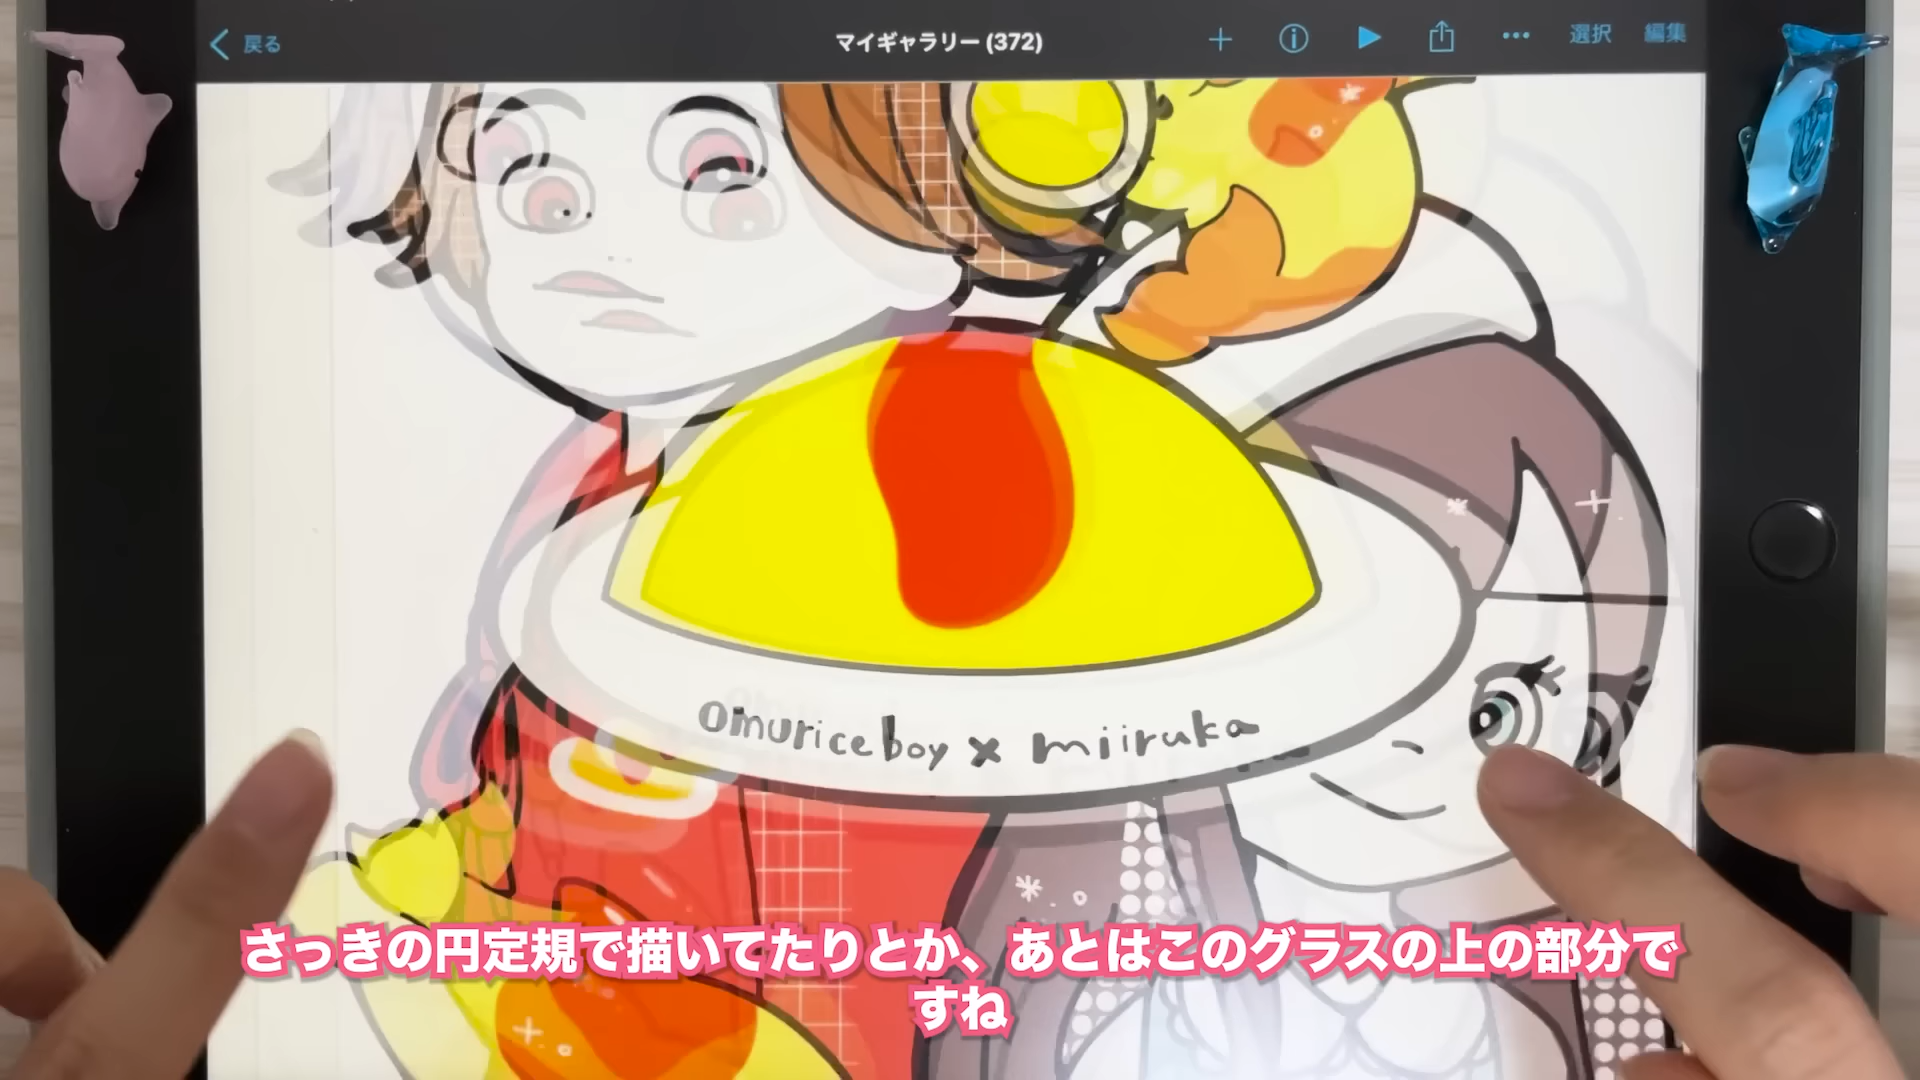 戻る
マイギャラリー (372)
選択
編集
omuriceboy × miiruka
さっきの円定規で描いてたりとか、あとはこのグラスの上の部分で
すね